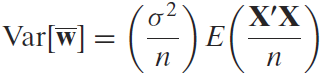 Var[w̅] = (σ²/n) E(X′X/n)